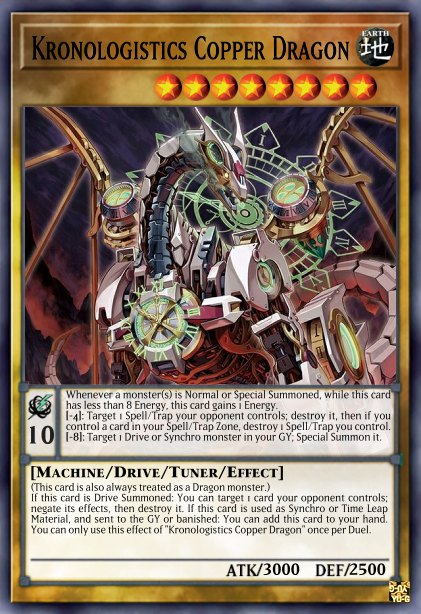 Kronologistics Copper Dragon
EARTH
地
Whenever a monster(s) is Normal or Special Summoned, while this card
has less than 8 Energy, this card gains 1 Energy.
[-4]: Target 1 Spell/Trap your opponent controls; destroy it, then if you
control a card in your Spell/Trap Zone, destroy 1 Spell/Trap you control.
[-8]: Target 1 Drive or Synchro monster in your GY; Special Summon it.
10
[Machine/Drive/Tuner/Effect]
(This card is also always treated as a Dragon monster.)
If this card is Drive Summoned: You can target 1 card your opponent controls;
negate its effects, then destroy it. If this card is used as Synchro or Time Leap
Material, and sent to the GY or banished: You can add this card to your hand.
You can only use this effect of "Kronologistics Copper Dragon" once per Duel.
ATK/3000 DEF/2500